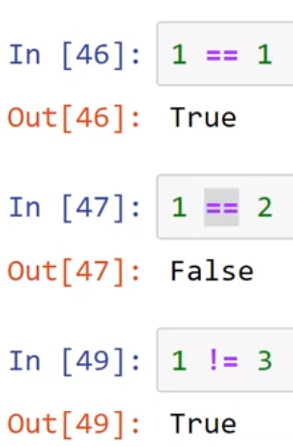 In [46]: 1 == 1
Out[46]: True
In [47]: 1 == 2
Out[47]: False
In [49]: 1 != 3
Out[49]: True